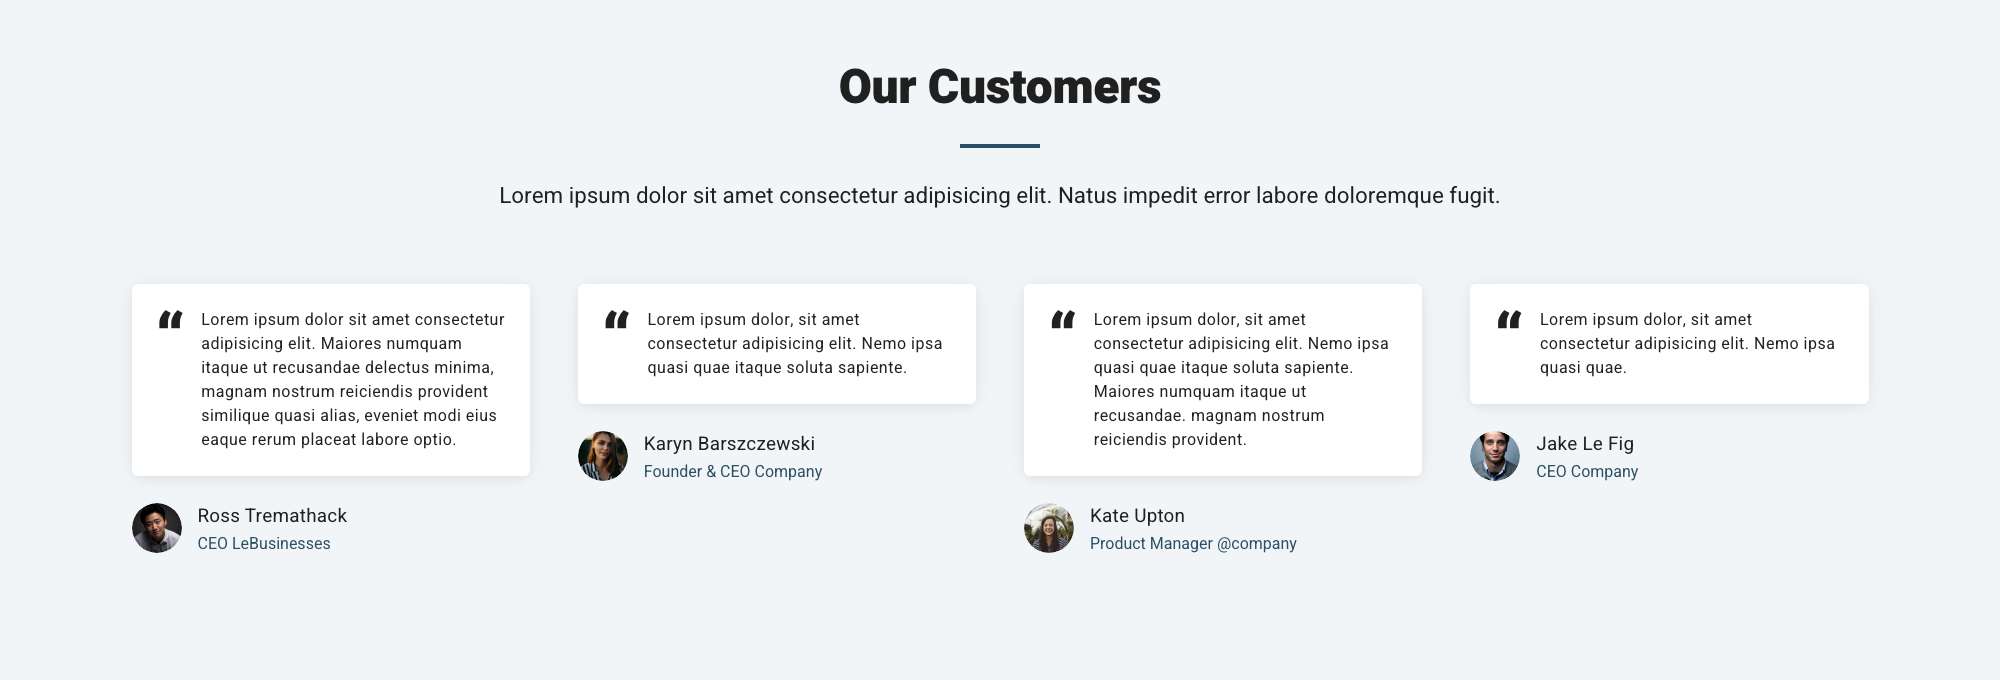 Our Customers
Lorem ipsum dolor sit amet consectetur adipisicing elit. Natus impedit error labore doloremque fugit.
“
Lorem ipsum dolor sit amet consectetur
adipisicing elit. Maiores numquam
itaque ut recusandae delectus minima,
magnam nostrum reiciendis provident
similique quasi alias, eveniet modi eius
eaque rerum placeat labore optio.
Ross Tremathack
CEO LeBusinesses
“
Lorem ipsum dolor, sit amet
consectetur adipisicing elit. Nemo ipsa
quasi quae itaque soluta sapiente.
Karyn Barszczewski
Founder & CEO Company
“
Lorem ipsum dolor, sit amet
consectetur adipisicing elit. Nemo ipsa
quasi quae itaque soluta sapiente.
Maiores numquam itaque ut
recusandae. magnam nostrum
reiciendis provident.
Kate Upton
Product Manager @company
“
Lorem ipsum dolor, sit amet
consectetur adipisicing elit. Nemo ipsa
quasi quae.
Jake Le Fig
CEO Company